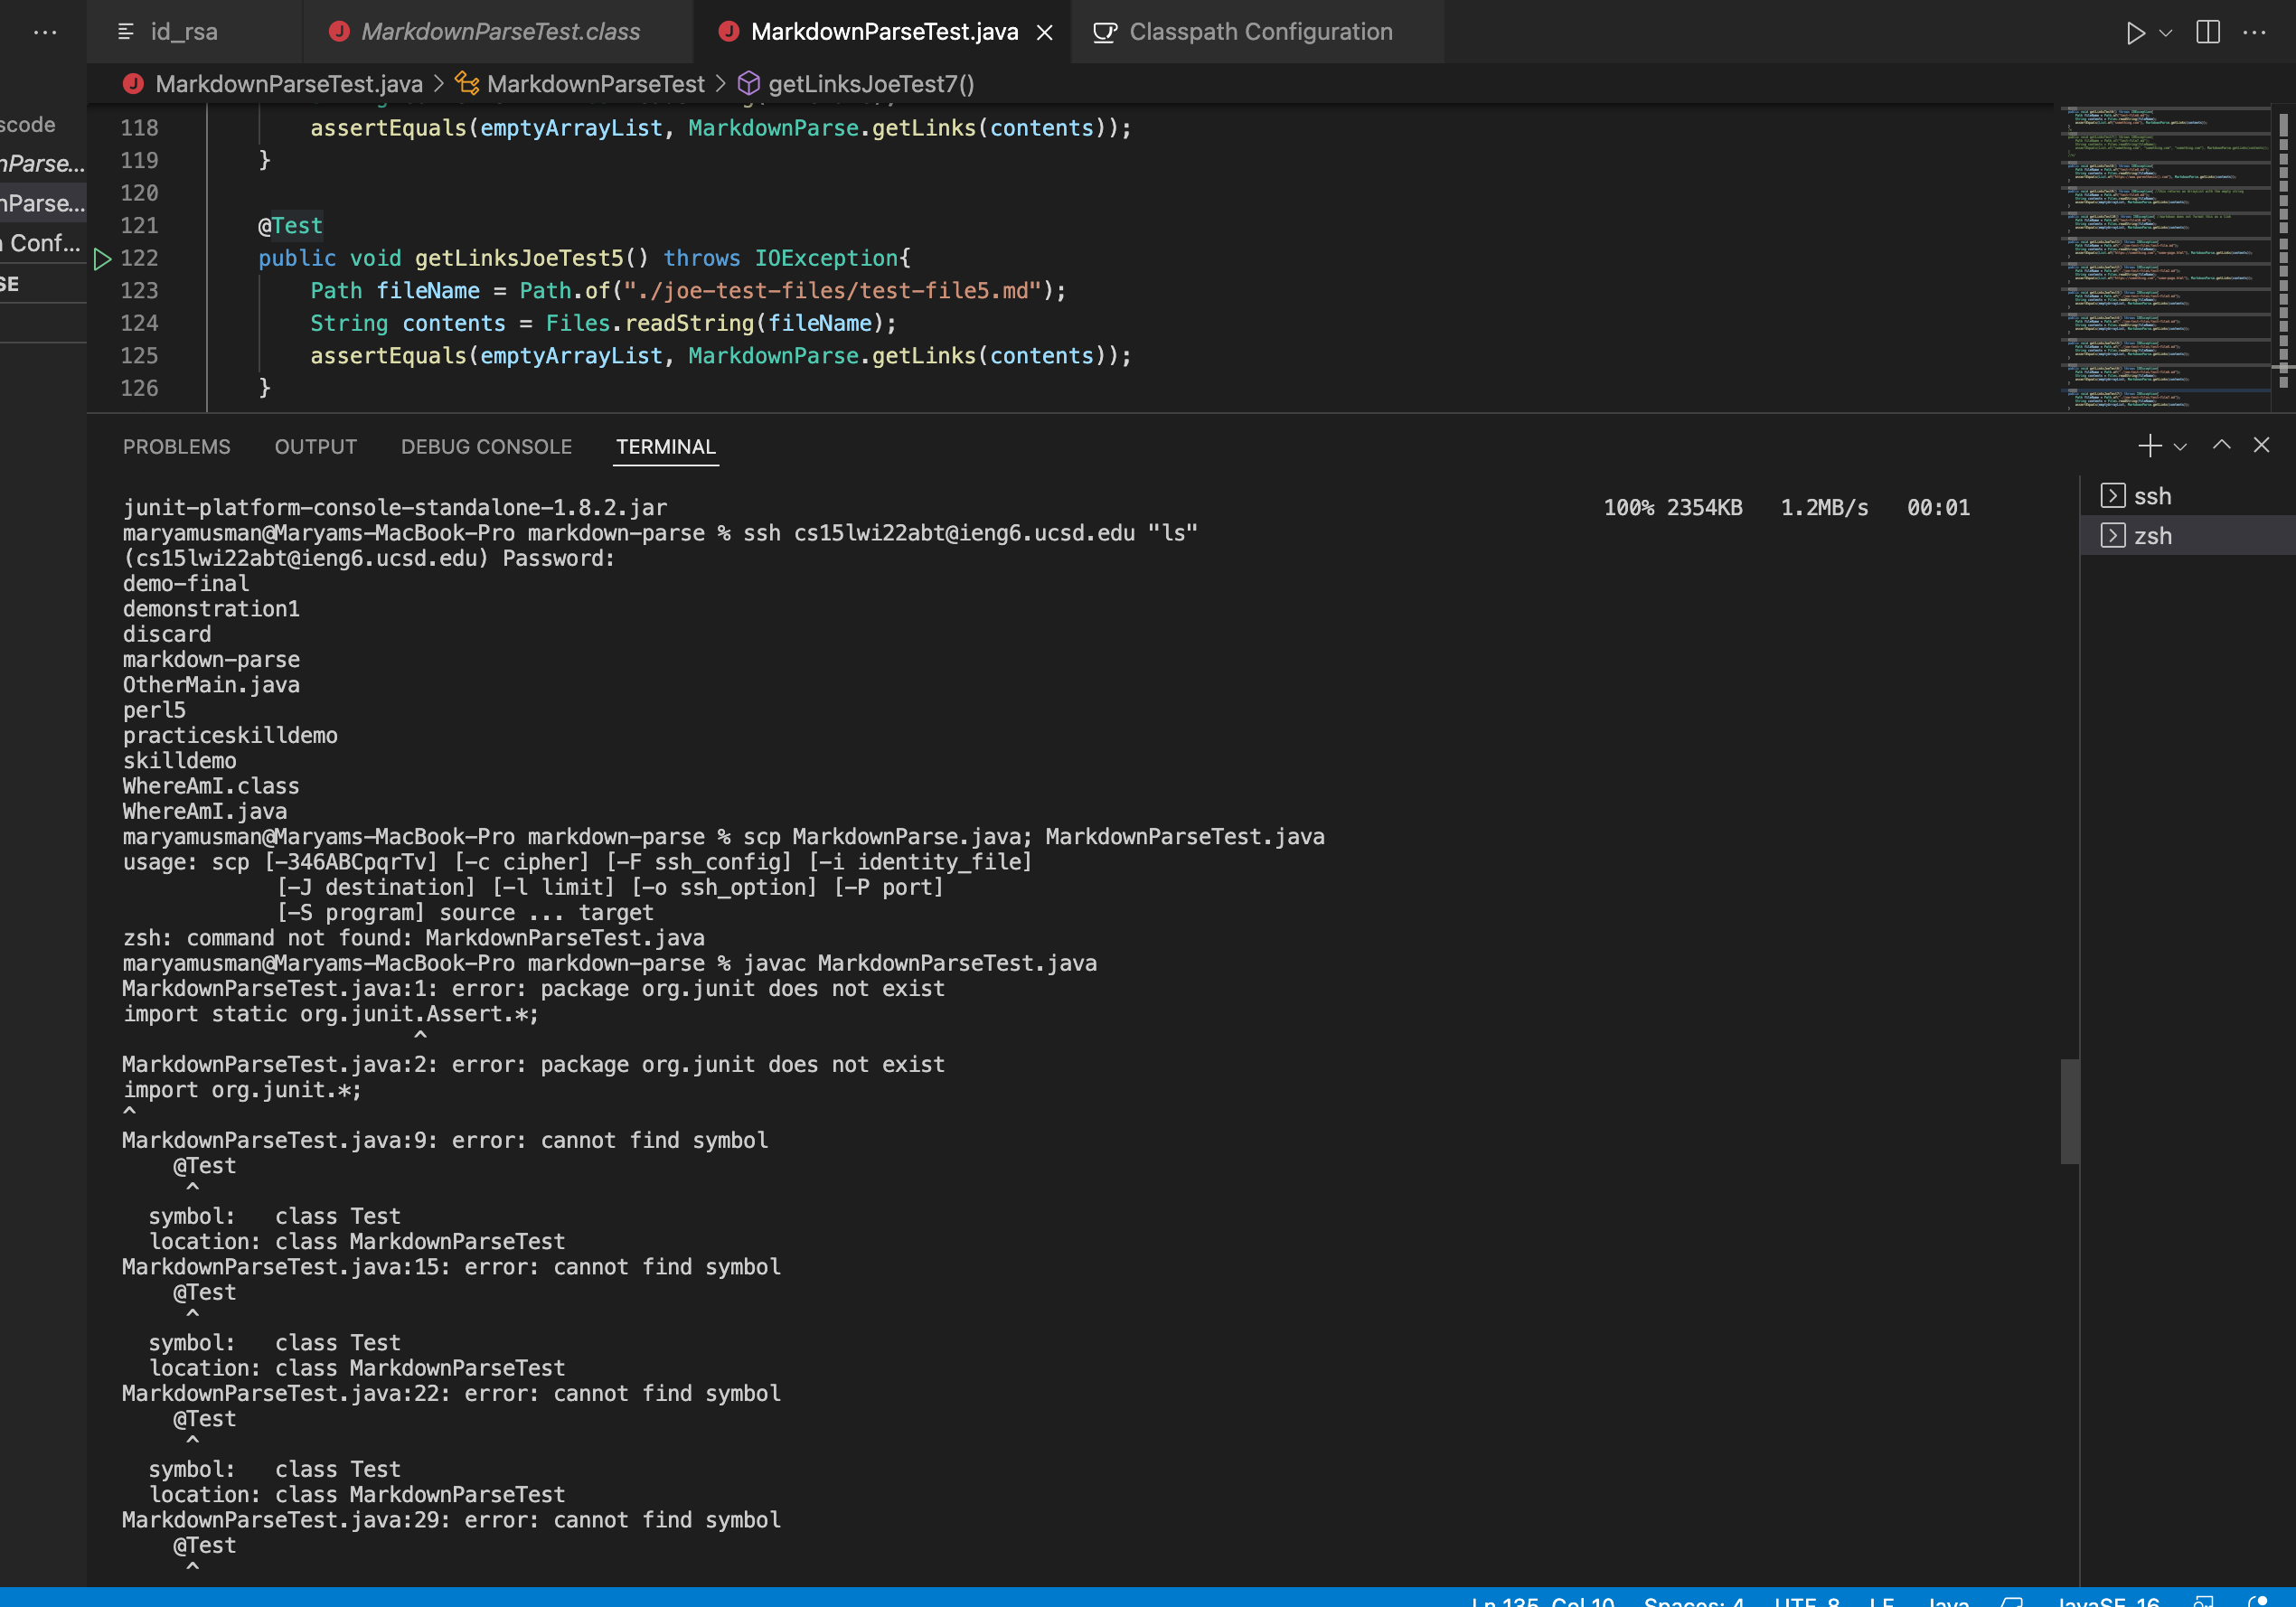 id_rsa
MarkdownParseTest.class
MarkdownParseTest.java
Classpath Configuration
MarkdownParseTest.java > MarkdownParseTest > getLinksJoeTest7()
scode
nParse...
nParse...
Conf...
SE
118 assertEquals(emptyArrayList, MarkdownParse.getLinks(contents));
119 }
120
121 @Test
122 public void getLinksJoeTest5() throws IOException{
123 Path fileName = Path.of("./joe-test-files/test-file5.md");
124 String contents = Files.readString(fileName);
125 assertEquals(emptyArrayList, MarkdownParse.getLinks(contents));
126 }
PROBLEMS OUTPUT DEBUG CONSOLE TERMINAL
ssh
zsh
junit-platform-console-standalone-1.8.2.jar 100% 2354KB 1.2MB/s 00:01
maryamusman@Maryams-MacBook-Pro markdown-parse % ssh cs15lwi22abt@ieng6.ucsd.edu "ls"
(cs15lwi22abt@ieng6.ucsd.edu) Password:
demo-final
demonstration1
discard
markdown-parse
OtherMain.java
perl5
practiceskilldemo
skilldemo
WhereAmI.class
WhereAmI.java
maryamusman@Maryams-MacBook-Pro markdown-parse % scp MarkdownParse.java; MarkdownParseTest.java
usage: scp [-346ABCpqrTv] [-c cipher] [-F ssh_config] [-i identity_file]
[-J destination] [-l limit] [-o ssh_option] [-P port]
[-S program] source ... target
zsh: command not found: MarkdownParseTest.java
maryamusman@Maryams-MacBook-Pro markdown-parse % javac MarkdownParseTest.java
MarkdownParseTest.java:1: error: package org.junit does not exist
import static org.junit.Assert.*;
^
MarkdownParseTest.java:2: error: package org.junit does not exist
import org.junit.*;
^
MarkdownParseTest.java:9: error: cannot find symbol
@Test
^
symbol: class Test
location: class MarkdownParseTest
MarkdownParseTest.java:15: error: cannot find symbol
@Test
^
symbol: class Test
location: class MarkdownParseTest
MarkdownParseTest.java:22: error: cannot find symbol
@Test
^
symbol: class Test
location: class MarkdownParseTest
MarkdownParseTest.java:29: error: cannot find symbol
@Test
^
Ln 135, Col 10 Spaces: 4 UTF-8 LF Java JavaSE-16